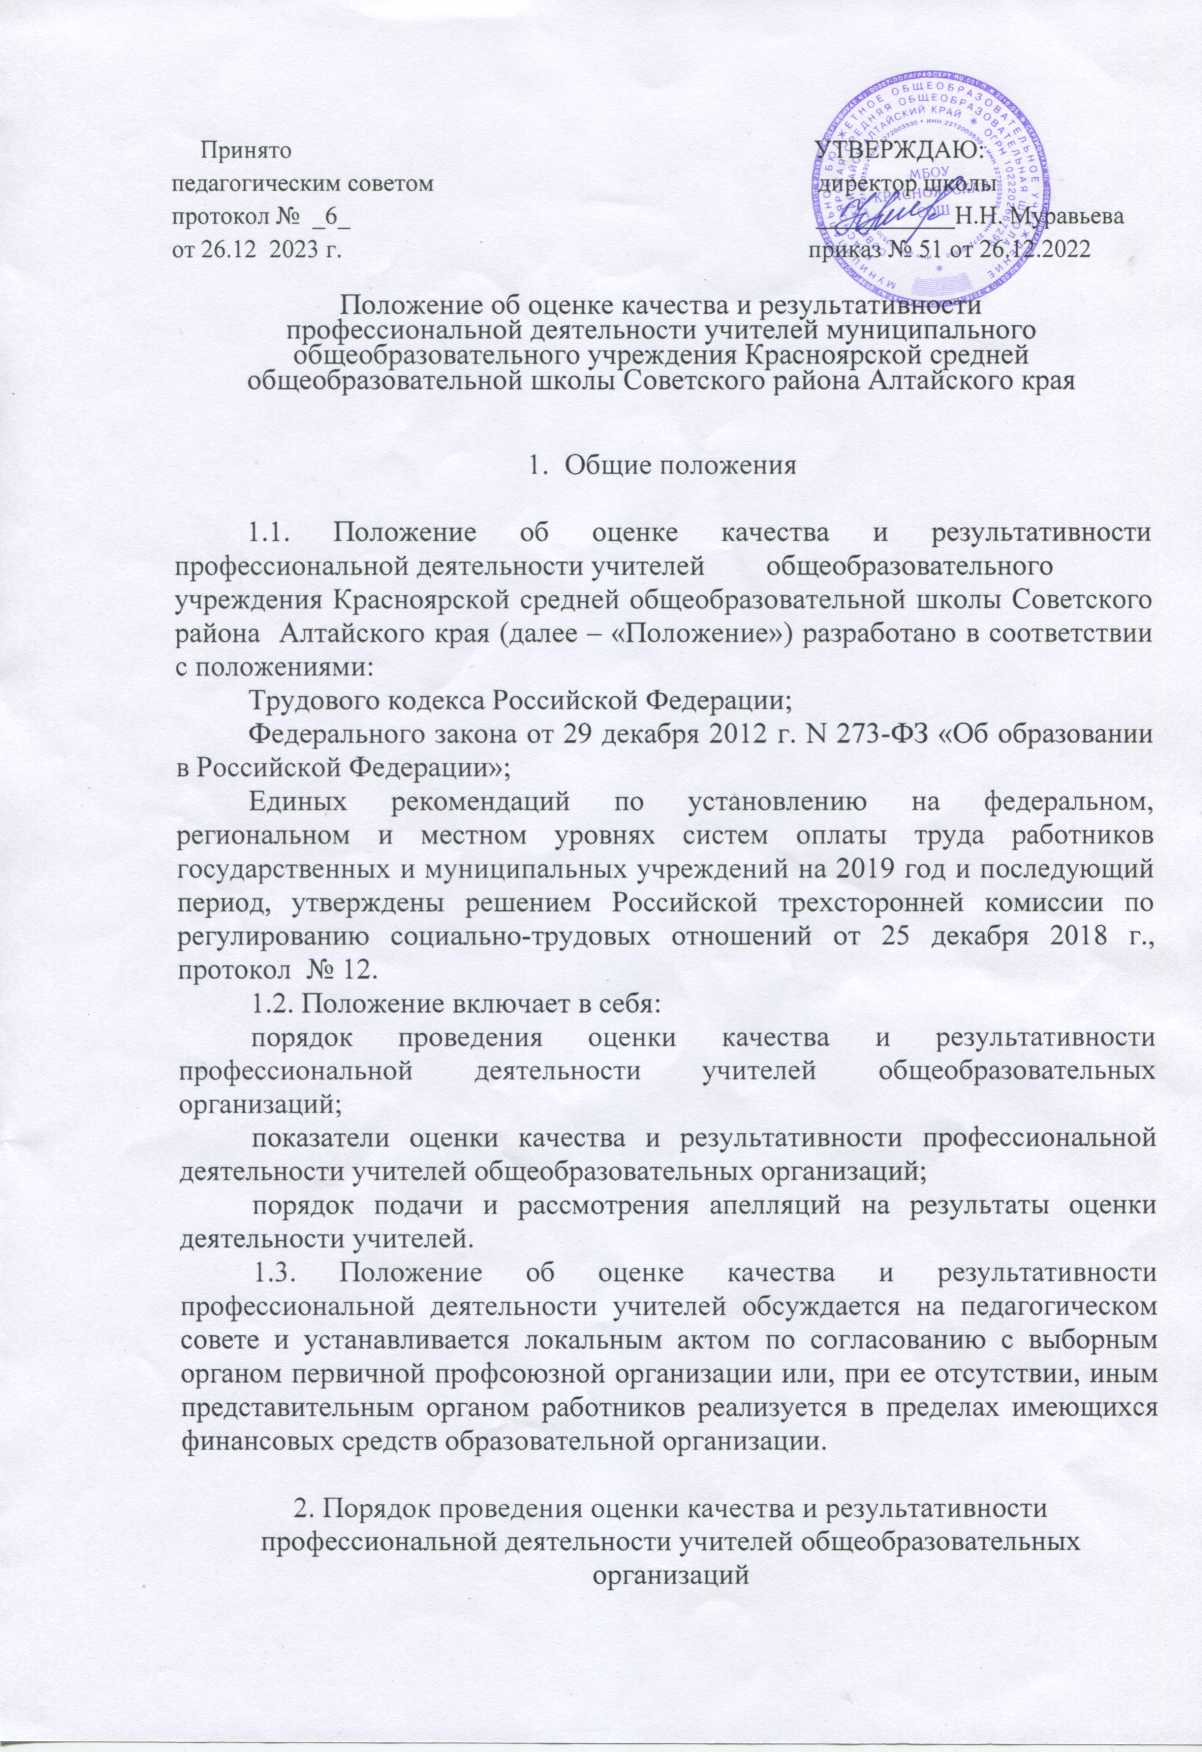 Принято
педагогическим советом
протокол № _6_
от 26.12 2023 г.
УТВЕРЖДАЮ:
директор школы
Н.Н. Муравьева
приказ № 51 от 26.12.2022
МБОУ
КРАСНОЯРСКАЯ
СОШ
Положение об оценке качества и результативности
профессиональной деятельности учителей муниципального
общеобразовательного учреждения Красноярской средней
общеобразовательной школы Советского района Алтайского края
1. Общие положения
1.1. Положение об оценке качества и результативности
профессиональной деятельности учителей общеобразовательного
учреждения Красноярской средней общеобразовательной школы Советского
района Алтайского края (далее – «Положение») разработано в соответствии
с положениями:
Трудового кодекса Российской Федерации;
Федерального закона от 29 декабря 2012 г. N 273-ФЗ «Об образовании
в Российской Федерации»;
Единых рекомендаций по установлению на федеральном,
региональном и местном уровнях систем оплаты труда работников
государственных и муниципальных учреждений на 2019 год и последующий
период, утверждены решением Российской трехсторонней комиссии по
регулированию социально-трудовых отношений от 25 декабря 2018 г.,
протокол № 12.
1.2. Положение включает в себя:
порядок проведения оценки качества и результативности
профессиональной деятельности учителей общеобразовательных
организаций;
показатели оценки качества и результативности профессиональной
деятельности учителей общеобразовательных организаций;
порядок подачи и рассмотрения апелляций на результаты оценки
деятельности учителей.
1.3. Положение об оценке качества и результативности
профессиональной деятельности учителей обсуждается на педагогическом
совете и устанавливается локальным актом по согласованию с выборным
органом первичной профсоюзной организации или, при ее отсутствии, иным
представительным органом работников реализуется в пределах имеющихся
финансовых средств образовательной организации.
2. Порядок проведения оценки качества и результативности
профессиональной деятельности учителей общеобразовательных
организаций